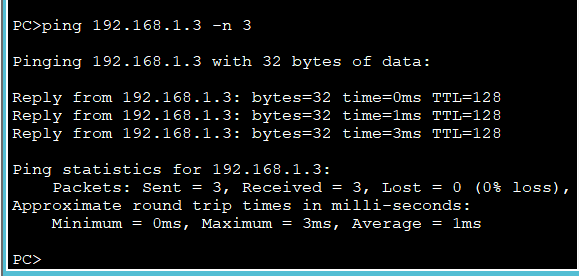 PC>ping 192.168.1.3 -n 3
Pinging 192.168.1.3 with 32 bytes of data:
Reply from 192.168.1.3: bytes=32 time=0ms TTL=128
Reply from 192.168.1.3: bytes=32 time=1ms TTL=128
Reply from 192.168.1.3: bytes=32 time=3ms TTL=128
Ping statistics for 192.168.1.3:
Packets: Sent = 3, Received = 3, Lost = 0 (0% loss),
Approximate round trip times in milli-seconds:
Minimum = 0ms, Maximum = 3ms, Average = 1ms
PC>